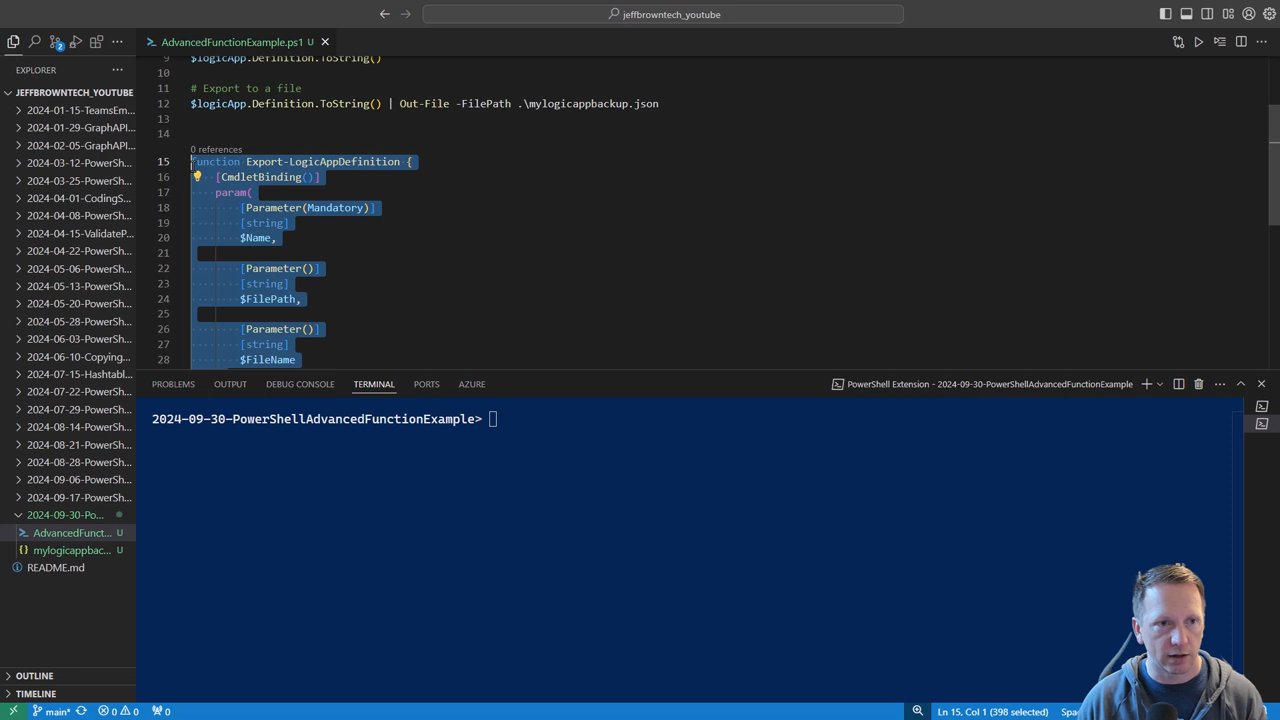 jeffbrowntech_youtube
2
AdvancedFunctionExample.ps1 U
EXPLORER
JEFFBROWNTECH_YOUTUBE
2024-01-15-TeamsEm...
2024-01-29-GraphAPI...
2024-02-05-GraphAPI...
2024-03-12-PowerSh...
2024-03-25-PowerSh...
2024-04-01-CodingS...
2024-04-08-PowerSh...
2024-04-15-ValidateP...
2024-04-22-PowerSh...
2024-05-06-PowerSh...
2024-05-13-PowerSh...
2024-05-20-PowerSh...
2024-05-28-PowerSh...
2024-06-03-PowerSh...
2024-06-10-Copying...
2024-07-15-Hashtabl...
2024-07-22-PowerSh...
2024-07-29-PowerSh...
2024-08-14-PowerSh...
2024-08-21-PowerSh...
2024-08-28-PowerSh...
2024-09-06-PowerSh...
2024-09-17-PowerSh...
2024-09-30-Po...
AdvancedFunct... U
mylogicappbac... U
README.md
OUTLINE
TIMELINE
9 $logicApp.Definition.ToString()
10
11 # Export to a file
12 $logicApp.Definition.ToString() | Out-File -FilePath .\mylogicappbackup.json
13
14
0 references
15 function Export-LogicAppDefinition {
16 [CmdletBinding()]
17 param(
18 [Parameter(Mandatory)]
19 [string]
20 $Name,
21
22 [Parameter()]
23 [string]
24 $FilePath,
25
26 [Parameter()]
27 [string]
28 $FileName
PROBLEMS OUTPUT DEBUG CONSOLE TERMINAL PORTS AZURE
PowerShell Extension - 2024-09-30-PowerShellAdvancedFunctionExample
2024-09-30-PowerShellAdvancedFunctionExample>
main* 0 0 0 Ln 15, Col 1 (398 selected)